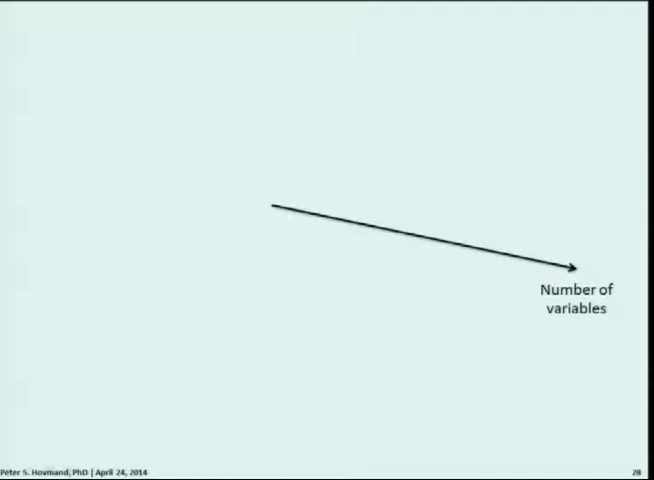 Number of
variables
Peter S. Hovmand, PhD | April 24, 2014
28